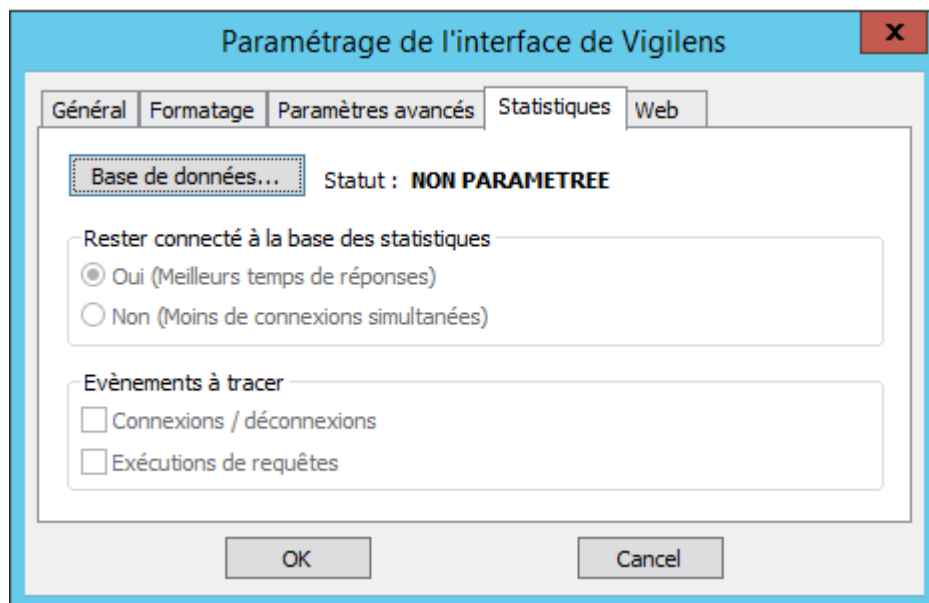 Paramétrage de l'interface de Vigilens
x
Général Formatage Paramètres avancés Statistiques Web
Base de données... Statut : NON PARAMETREE
Rester connecté à la base des statistiques
Oui (Meilleurs temps de réponses)
Non (Moins de connexions simultanées)
Evènements à tracer
Connexions / déconnexions
Exécutions de requêtes
OK Cancel